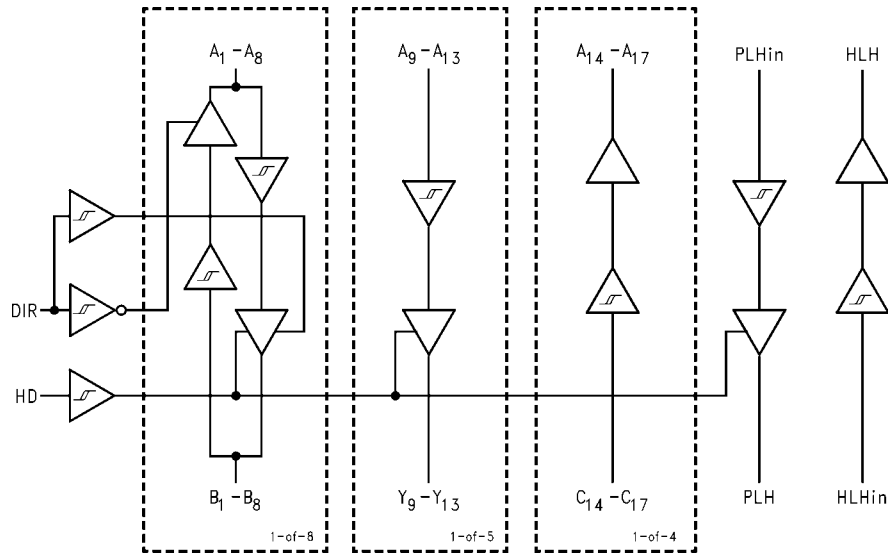 A1 –A8
A9 –A13
A14 –A17
PLHin
HLH
DIR
HD
B1 –B8
Y9 –Y13
C14 –C17
PLH
HLHin
1-of-8
1-of-5
1-of-4